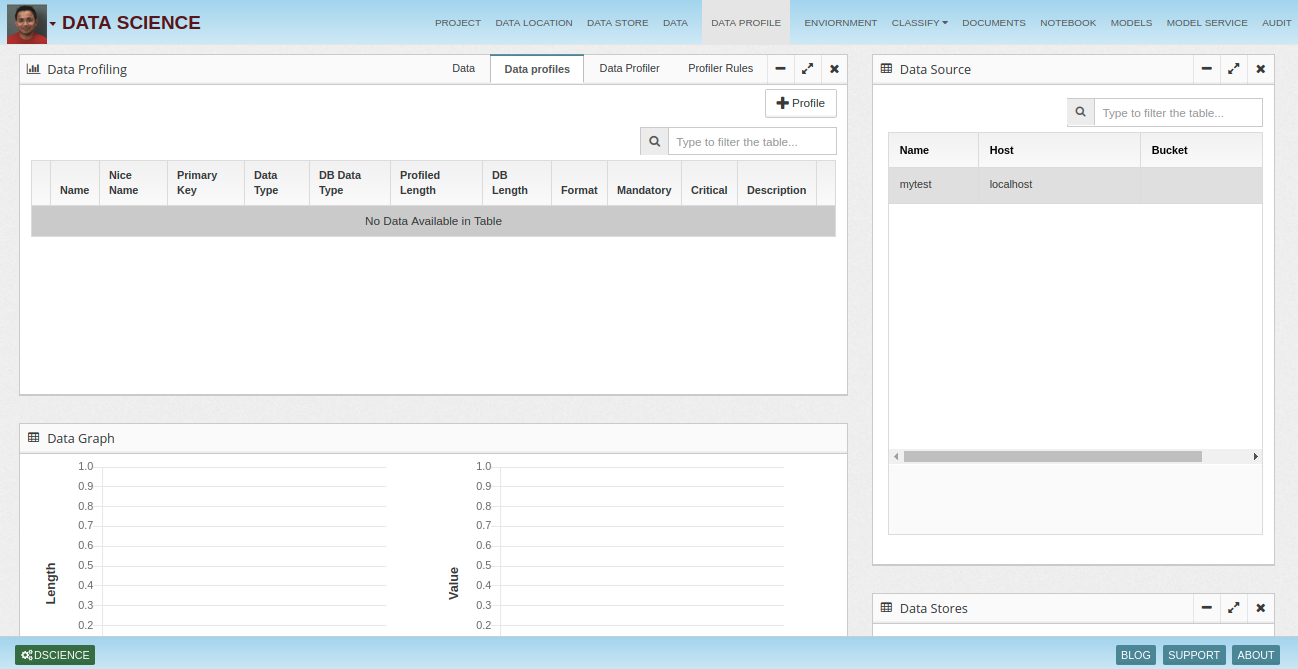 DATA SCIENCE
PROJECT DATA LOCATION DATA STORE DATA DATA PROFILE ENVIORNMENT CLASSIFY DOCUMENTS NOTEBOOK MODELS MODEL SERVICE AUDIT
Data Profiling
Data Data profiles Data Profiler Profiler Rules
Profile
Type to filter the table...
Name Nice Name Primary Key Data Type DB Data Type Profiled Length DB Length Format Mandatory Critical Description
No Data Available in Table
Data Source
Type to filter the table...
Name Host Bucket
mytest localhost
Data Graph
Length
1.0
0.9
0.8
0.7
0.6
0.5
0.4
0.3
0.2
Value
1.0
0.9
0.8
0.7
0.6
0.5
0.4
0.3
0.2
Data Stores
DSCIENCE
BLOG SUPPORT ABOUT